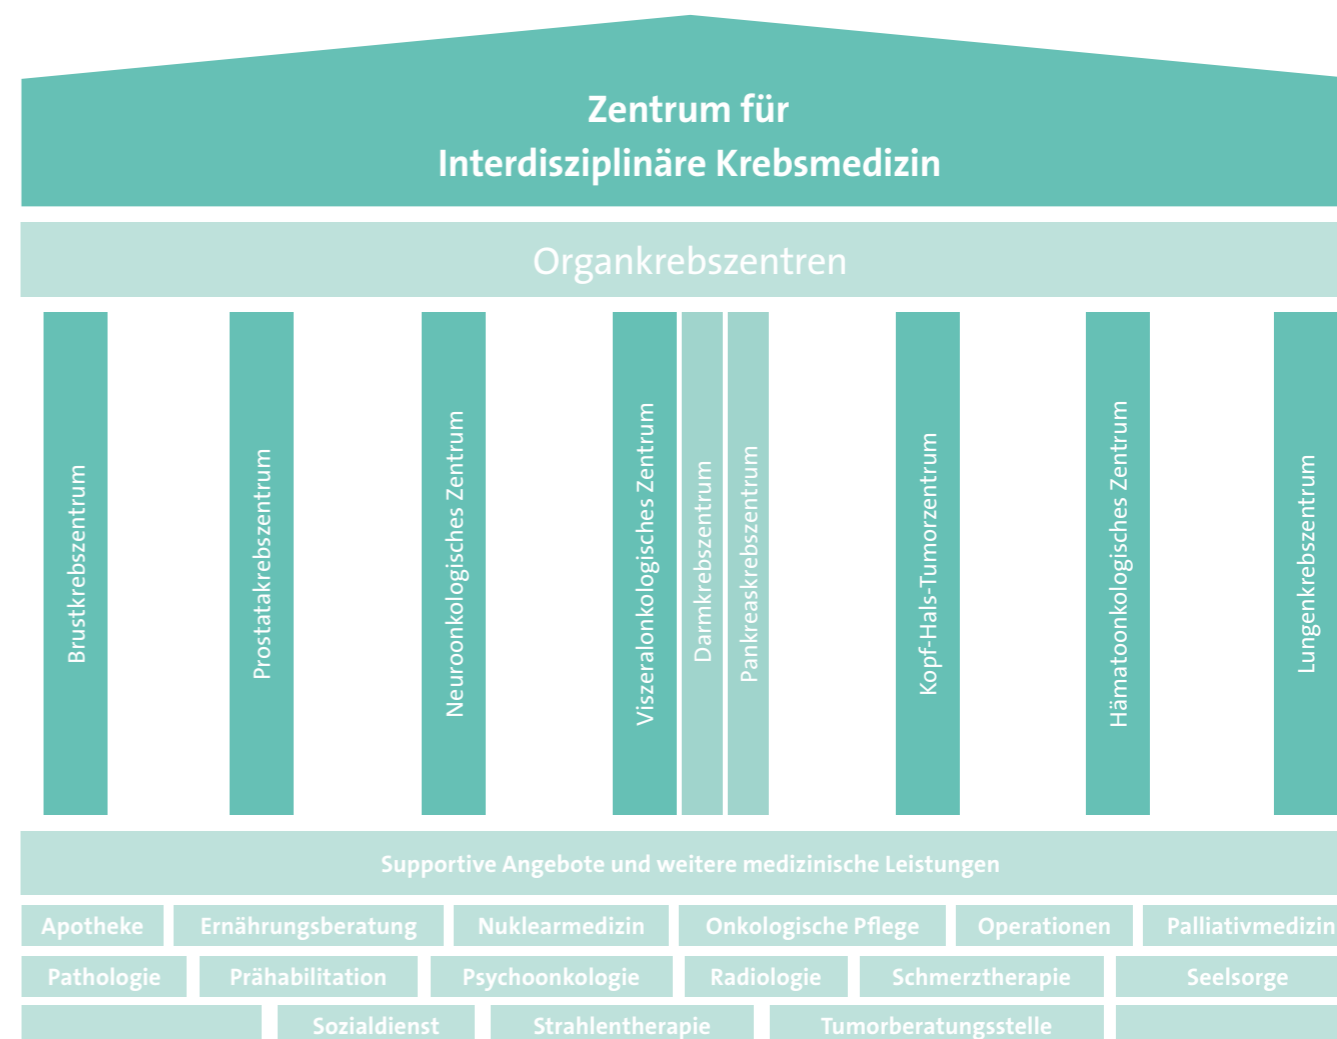 Zentrum für
Interdisziplinäre Krebsmedizin
Organkrebszentren
Brustkrebszentrum
Prostatakrebszentrum
Neuroonkologisches Zentrum
Viszeralonkologisches Zentrum
Darmkrebszentrum
Pankreaskrebszentrum
Kopf-Hals-Tumorzentrum
Hämatoonkologisches Zentrum
Lungenkrebszentrum
Supportive Angebote und weitere medizinische Leistungen
Apotheke Ernährungsberatung Nuklearmedizin Onkologische Pflege Operationen Palliativmedizin
Pathologie Prähabilitation Psychoonkologie Radiologie Schmerztherapie Seelsorge
Sozialdienst Strahlentherapie Tumorberatungsstelle